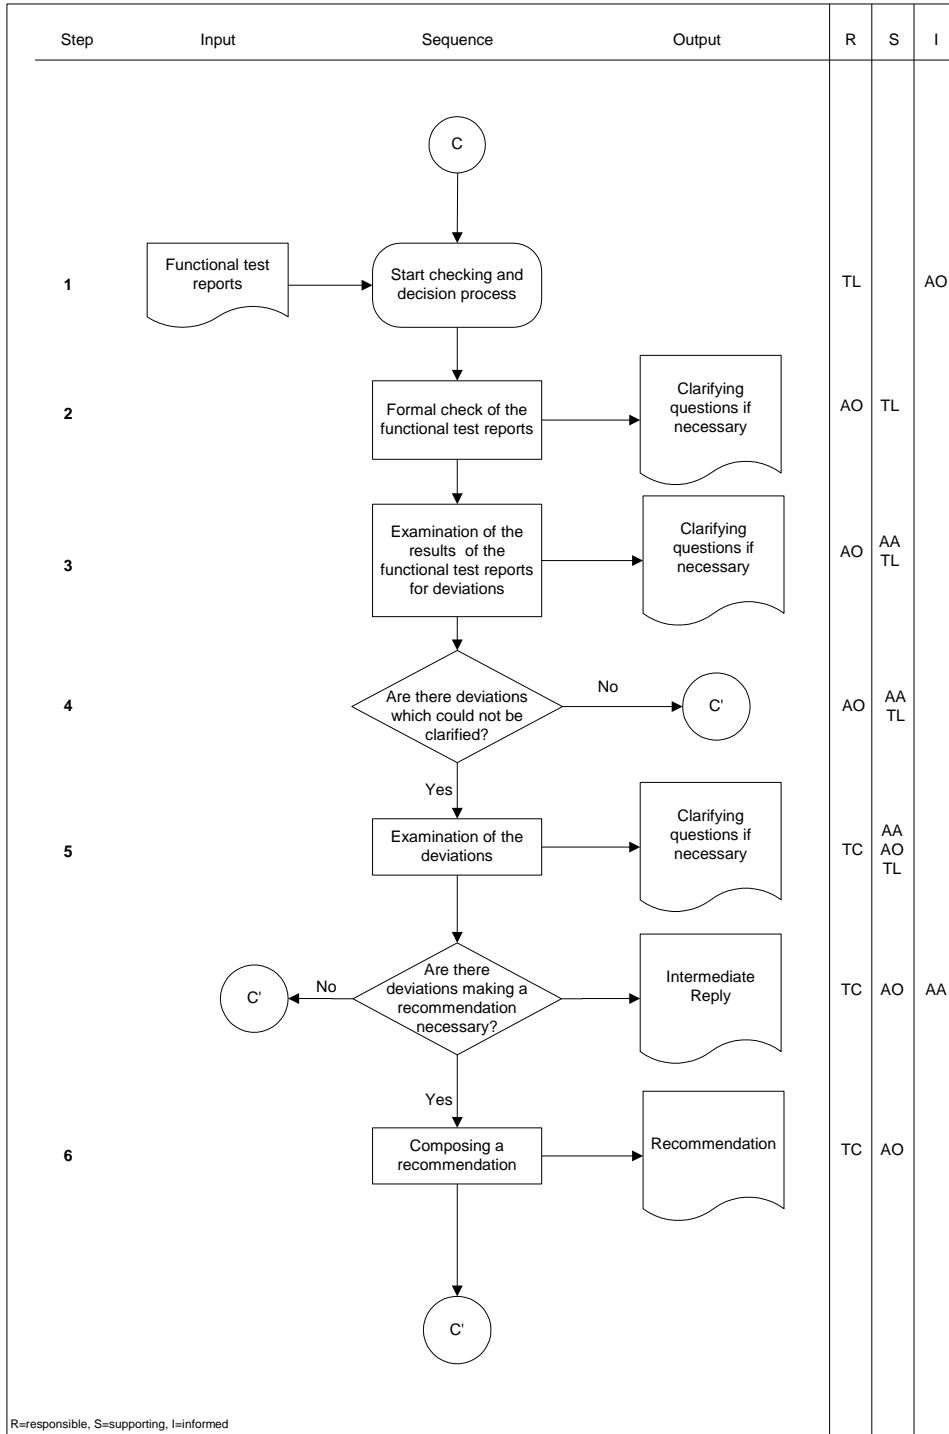 Step Input Sequence Output R S I
C
Functional test
reports
Start checking and
decision process
1 TL AO
Formal check of the
functional test reports
Clarifying
questions if
necessary
2 AO TL
Examination of the
results of the
functional test reports
for deviations
Clarifying
questions if
necessary
3 AO AA
TL
Are there deviations
which could not be
clarified?
No
C'
4 AO AA
TL
Yes
Examination of the
deviations
Clarifying
questions if
necessary
5 TC AA
AO
TL
Are there
deviations making a
recommendation
necessary?
No
C'
Intermediate
Reply
TC AO AA
Yes
Composing a
recommendation
Recommendation
6 TC AO
C'
R=responsible, S=supporting, I=informed